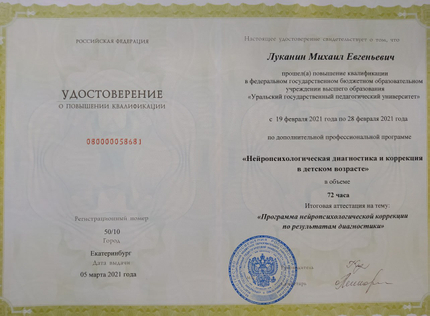 РОССИЙСКАЯ ФЕДЕРАЦИЯ
УДОСТОВЕРЕНИЕ
О ПОВЫШЕНИИ КВАЛИФИКАЦИИ
080000058681
Регистрационный номер
50/10
Город
Екатеринбург
Дата выдачи
05 марта 2021 года
Настоящее удостоверение свидетельствует о том, что
Луканин Михаил Евгеньевич
прошел(а) повышение квалификации
в федеральном государственном бюджетном образовательном
учреждении высшего образования
«Уральский государственный педагогический университет»
с 19 февраля 2021 года по 28 февраля 2021 года
по дополнительной профессиональной программе
«Нейропсихологическая диагностика и коррекция
в детском возрасте»
в объеме
72 часа
Итоговая аттестация на тему:
«Программа нейропсихологической коррекции
по результатам диагностики»